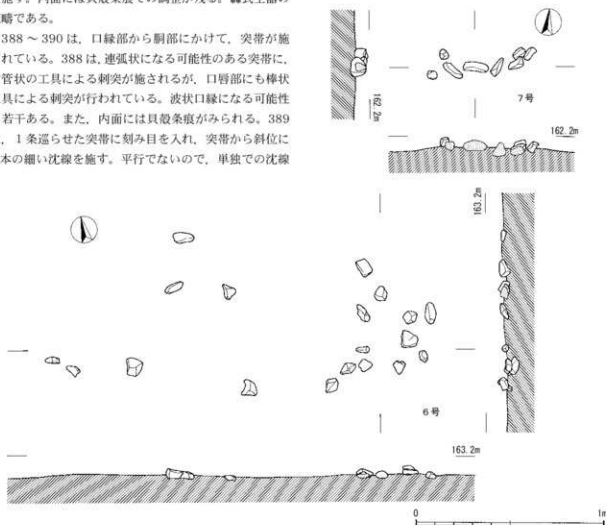 施す。内面には貝殻条痕での調整が残る。轟式土器の
疇である。
388～390は，口縁部から胴部にかけて，突帯が施
れている。388は，連弧状になる可能性のある突帯に，
管状の工具による刺突が施されるが，口唇部にも棒状
具による刺突が行われている。波状口縁になる可能性
若干ある。また，内面には貝殻条痕がみられる。389
，1条巡らせた突帯に刻み目を入れ，突帯から斜位に
本の細い沈線を施す。平行でないので，単独での沈線
162.2m
7号
162.2m
163.2m
6号
163.2m
0 1m